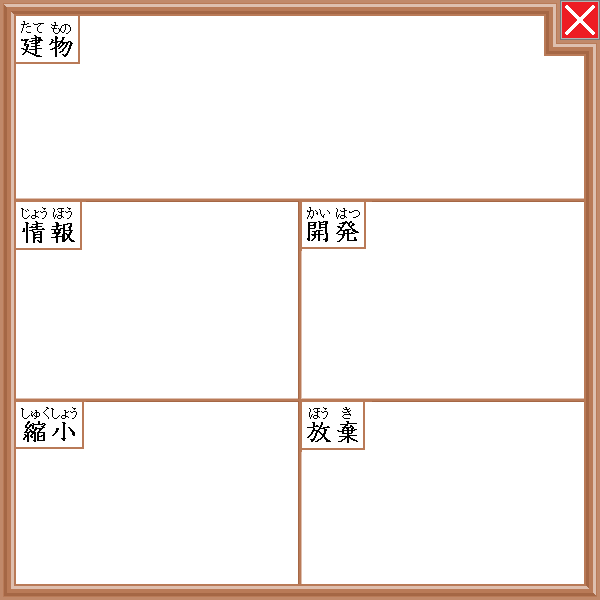 たてもの
建物
じょうほう
情報
かいはつ
開発
しゅくしょう
縮小
ほうき
放棄